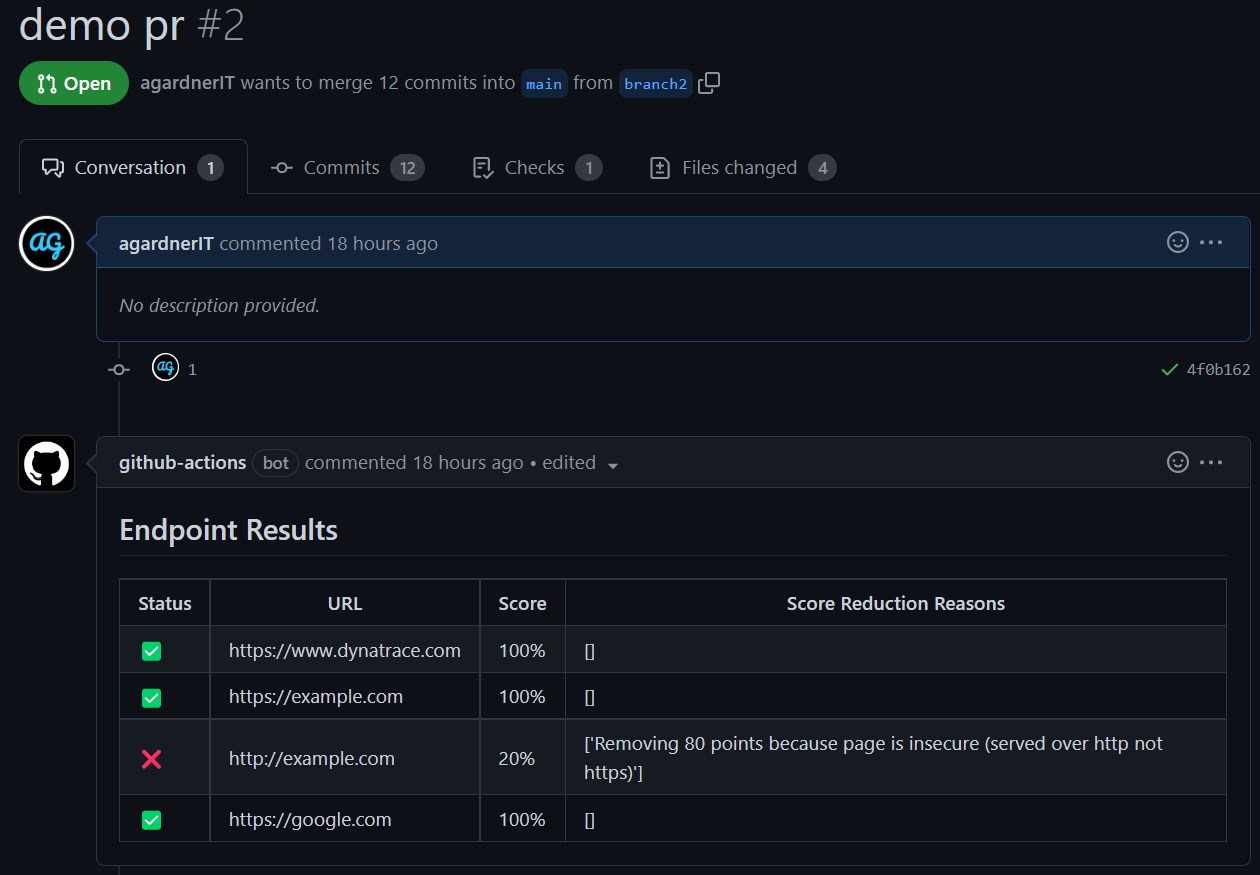 demo pr #2
Open agardnerIT wants to merge 12 commits into main from branch2
Conversation 1 Commits 12 Checks 1 Files changed 4
AG agardnerIT commented 18 hours ago
No description provided.
AG 1 4f0b162
github-actions bot commented 18 hours ago • edited
Endpoint Results
Status URL Score Score Reduction Reasons
https://www.dynatrace.com 100% []
https://example.com 100% []
http://example.com 20% ['Removing 80 points because page is insecure (served over http not
https)']
https://google.com 100% []